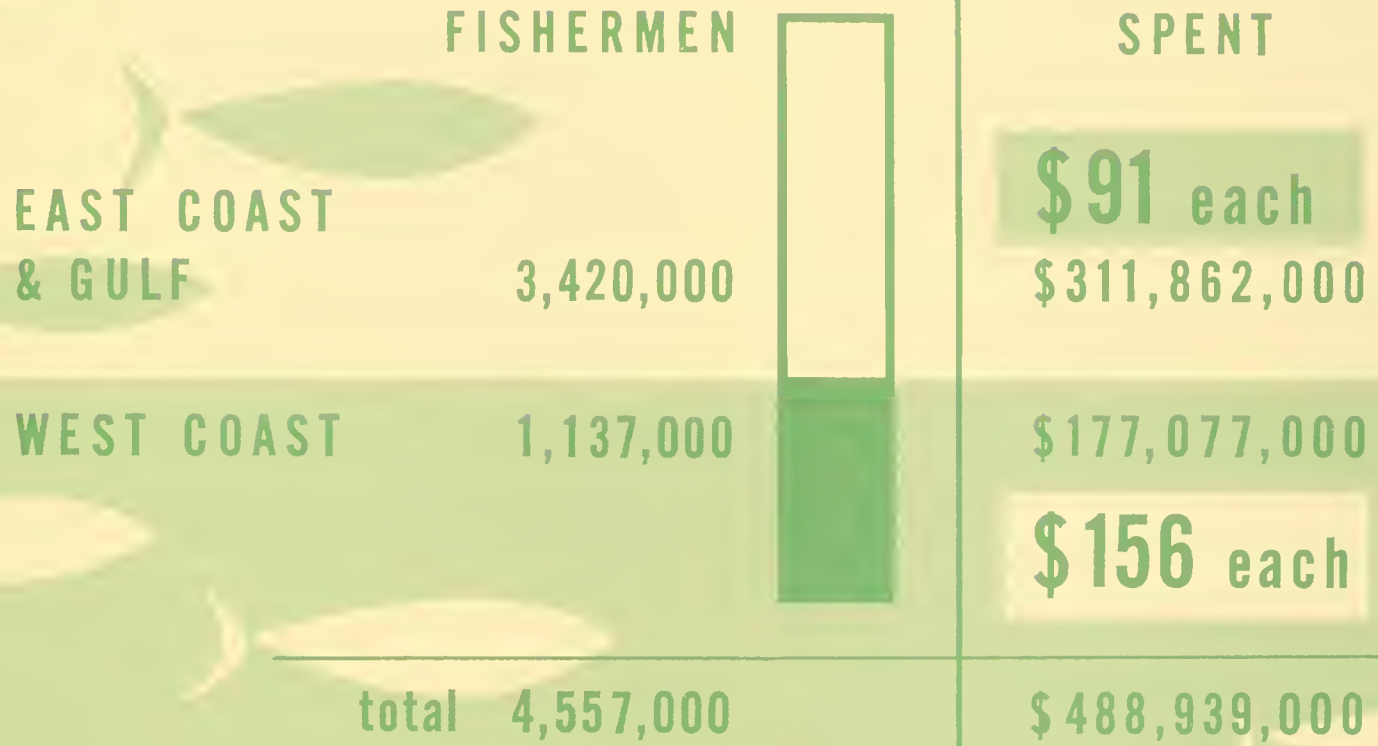 FISHERMEN SPENT
$91 each
EAST COAST
& GULF 3,420,000 $311,862,000
WEST COAST 1,137,000 $177,077,000
$156 each
total 4,557,000 $488,939,000